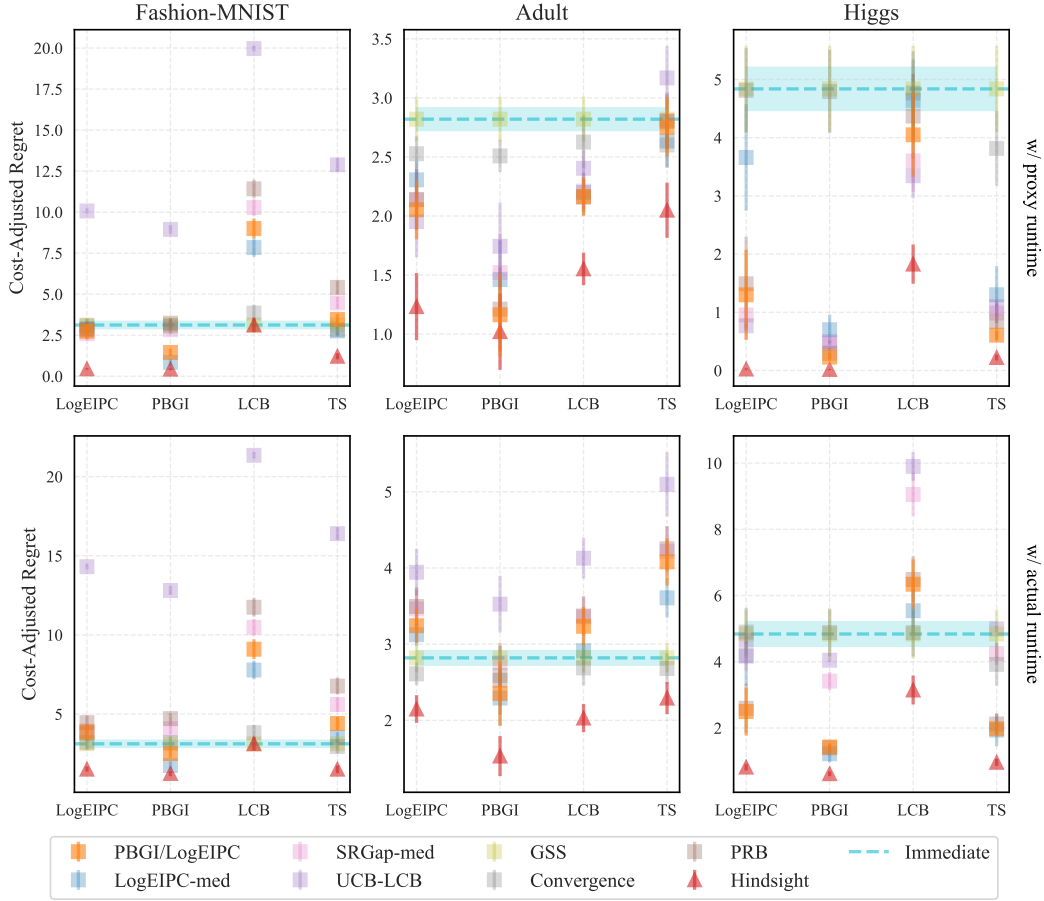 Fashion-MNIST Adult Higgs
Cost-Adjusted Regret
20.0
17.5
15.0
12.5
10.0
7.5
5.0
2.5
0.0
LogEIPC PBGI LCB TS
3.5
3.0
2.5
2.0
1.5
1.0
LogEIPC PBGI LCB TS
5
4
3
2
1
0
LogEIPC PBGI LCB TS
w/ proxy runtime
Cost-Adjusted Regret
20
15
10
5
LogEIPC PBGI LCB TS
5
4
3
2
LogEIPC PBGI LCB TS
10
8
6
4
2
LogEIPC PBGI LCB TS
w/ actual runtime
PBGI/LogEIPC SRGap-med GSS PRB Immediate
LogEIPC-med UCB-LCB Convergence Hindsight